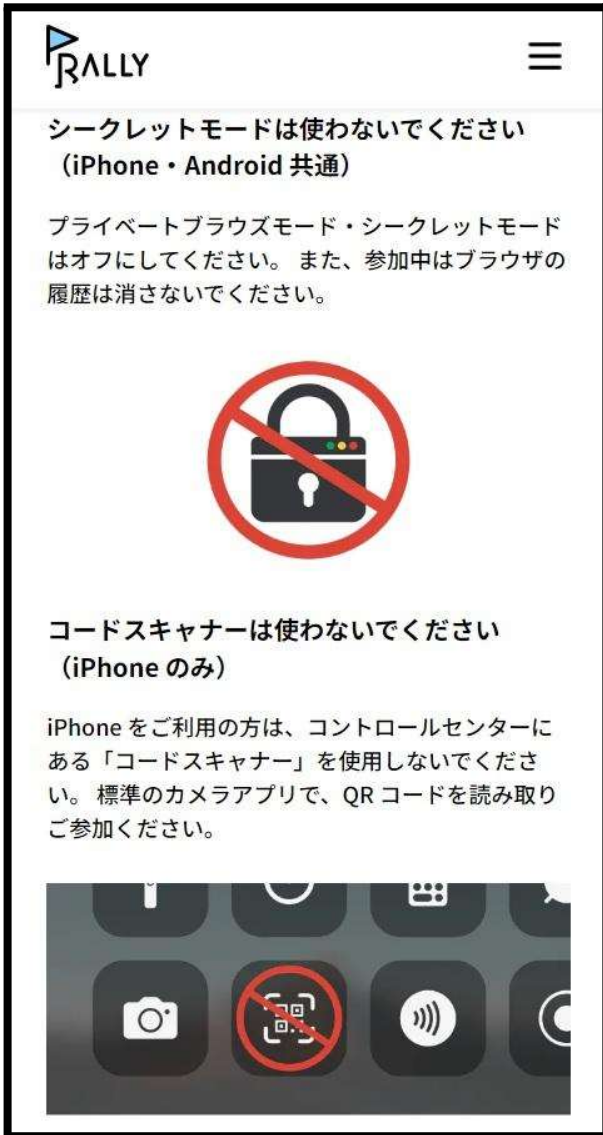 RALLY
シークレットモードは使わないでください
（iPhone・Android 共通）
プライベートブラウズモード・シークレットモード
はオフにしてください。 また、参加中はブラウザの
履歴は消さないでください。
コードスキャナーは使わないでください
（iPhone のみ）
iPhone をご利用の方は、コントロールセンターに
ある「コードスキャナー」を使用しないでくださ
い。 標準のカメラアプリで、QR コードを読み取り
ご参加ください。